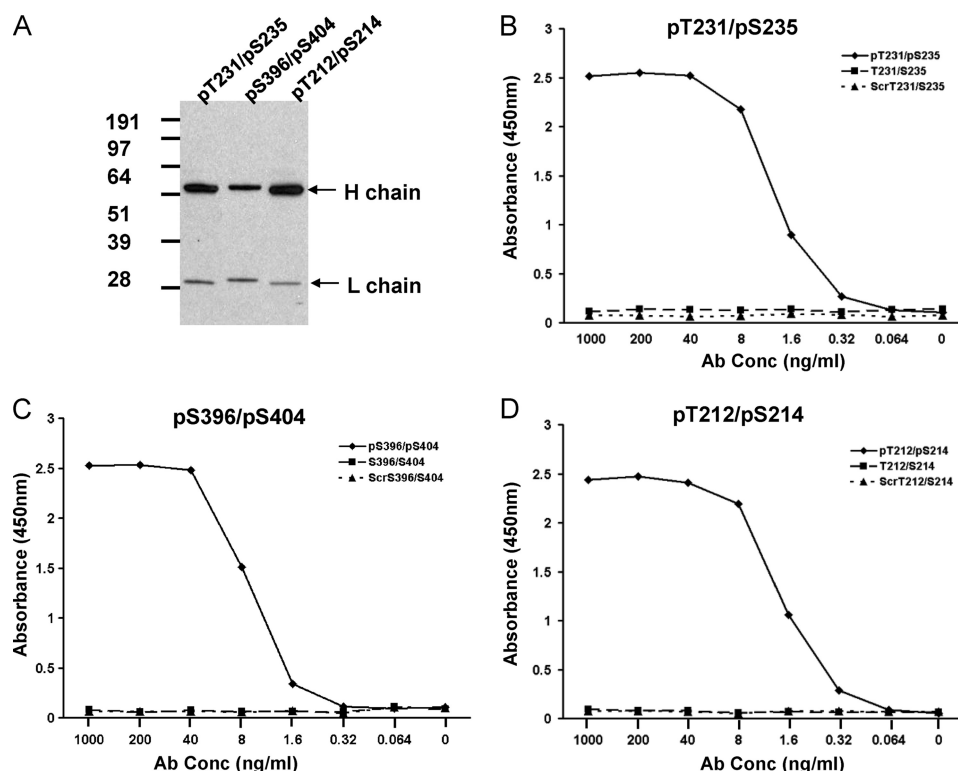 A
pT231/pS235
pS396/pS404
pT212/pS214
191
97
64
51
39
28
H chain
L chain
B
pT231/pS235
pT231/pS235
T231/S235
ScrT231/S235
Absorbance (450nm)
3
2.5
2
1.5
1
0.5
0
1000 200 40 8 1.6 0.32 0.064 0
Ab Conc (ng/ml)
C
pS396/pS404
pS396/pS404
S396/S404
ScrS396/S404
Absorbance (450nm)
3
2.5
2
1.5
1
0.5
0
1000 200 40 8 1.6 0.32 0.064 0
Ab Conc (ng/ml)
D
pT212/pS214
pT212/pS214
T212/S214
ScrT212/S214
Absorbance (450nm)
3
2.5
2
1.5
1
0.5
0
1000 200 40 8 1.6 0.32 0.064 0
Ab Conc (ng/ml)